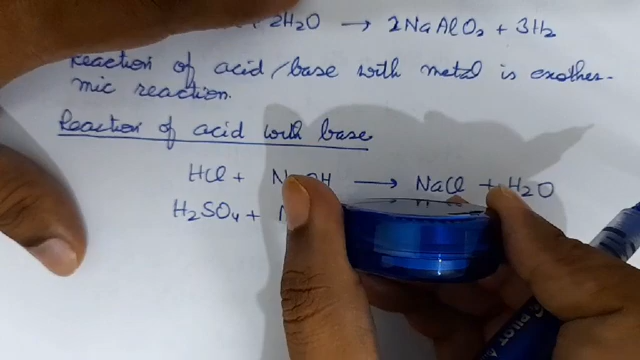 2H₂O → 2NaAlO₂ + 3H₂
Reaction of acid/base with metal is exother-
mic reaction.
Reaction of acid with base
HCl + NaOH → NaCl + H₂O
H₂SO₄ +
PILOT